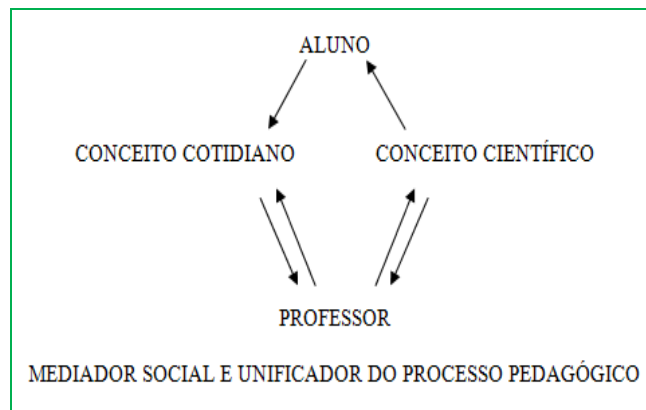 ALUNO
CONCEITO COTIDIANO CONCEITO CIENTÍFICO
PROFESSOR
MEDIADOR SOCIAL E UNIFICADOR DO PROCESSO PEDAGÓGICO